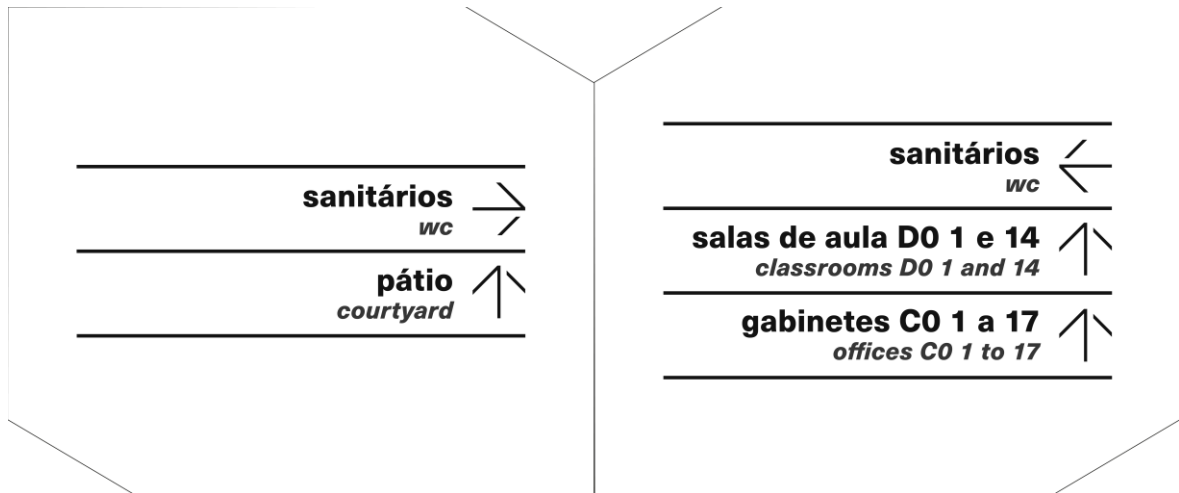 sanitários
wc
pátio
courtyard
sanitários
wc
salas de aula D0 1 e 14
classrooms D0 1 and 14
gabinetes C0 1 a 17
offices C0 1 to 17